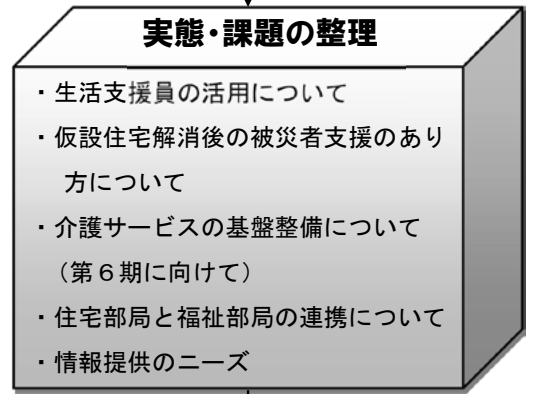 実態・課題の整理
・生活支援員の活用について
・仮設住宅解消後の被災者支援のあり
方について
・介護サービスの基盤整備について
（第６期に向けて）
・住宅部局と福祉部局の連携について
・情報提供のニーズ